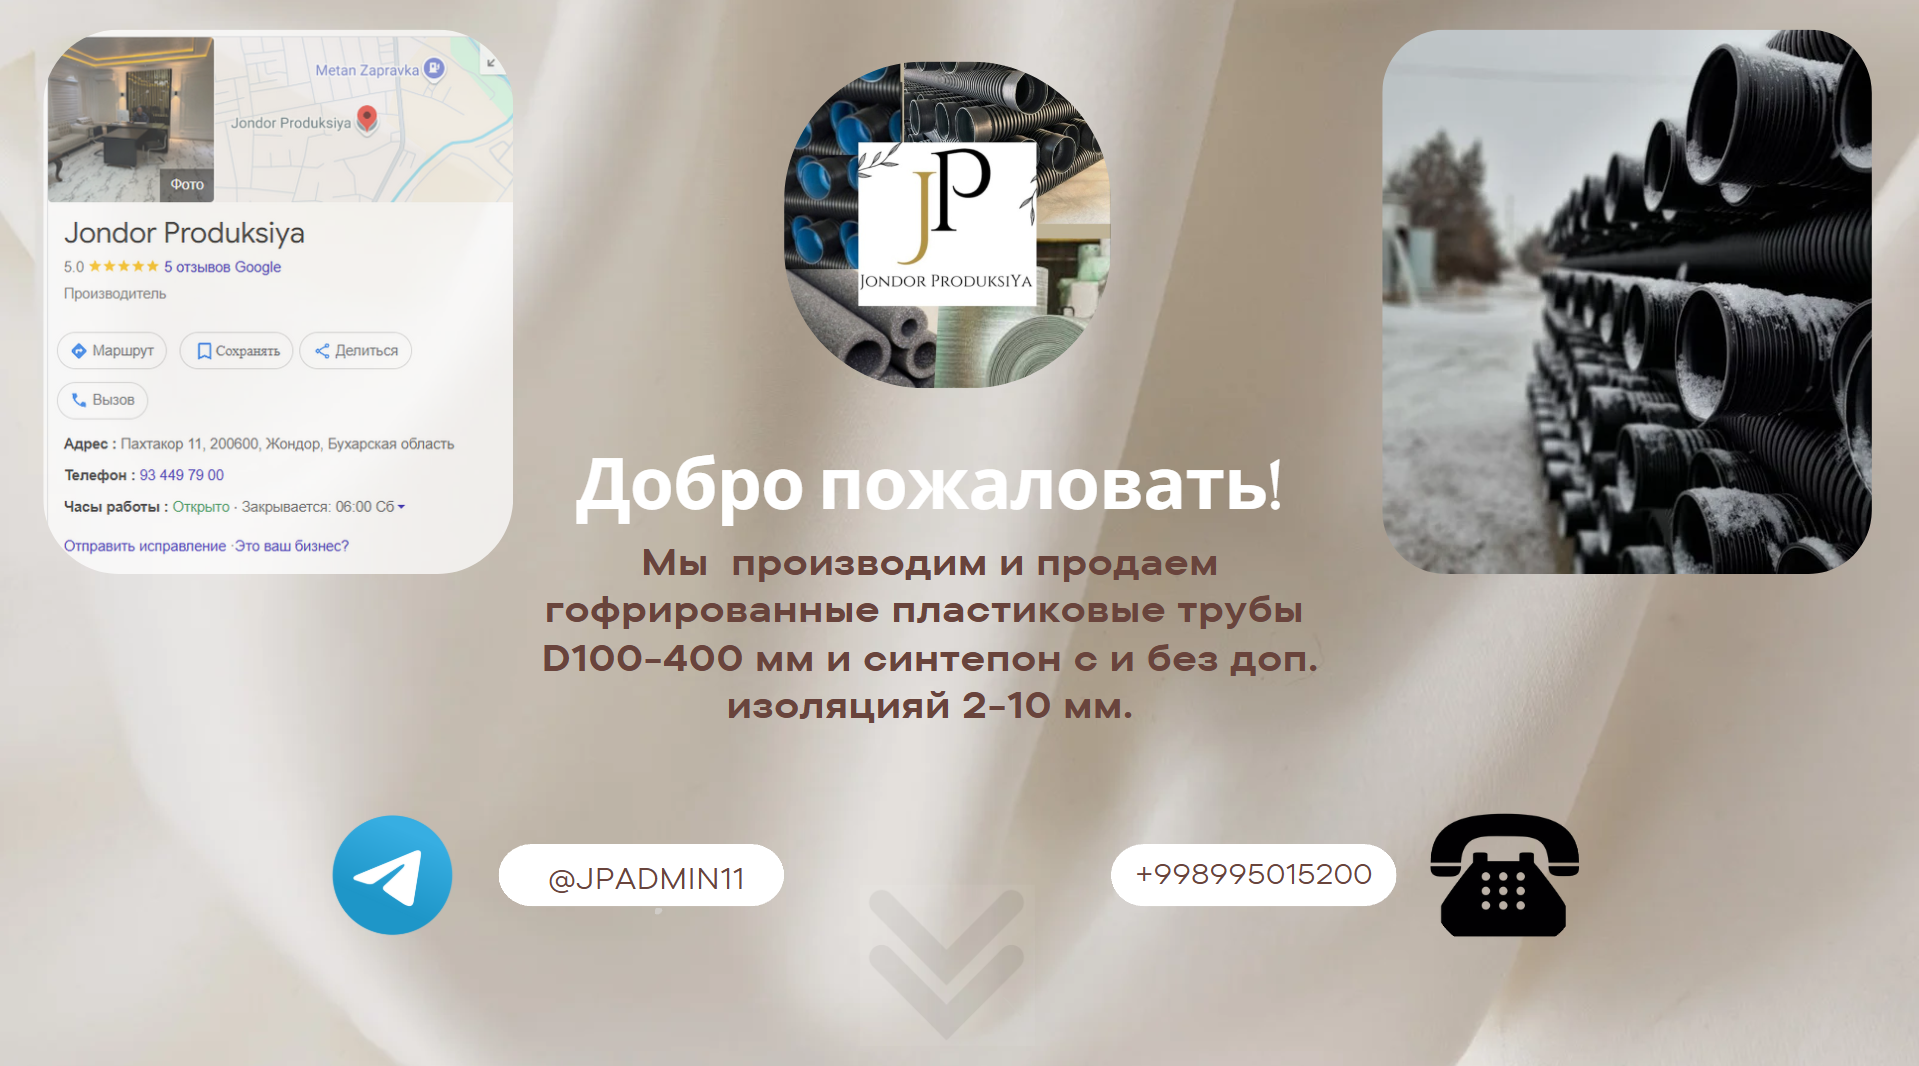 Metan Zapravka
Jondor Produksiya
Фото
Jondor Produksiya
5.0 ★★★★★ 5 отзывов Google
Производитель
Маршрут
Сохранять
Делиться
Вызов
Адрес : Пахтакор 11, 200600, Жондор, Бухарская область
Телефон : 93 449 79 00
Часы работы : Открыто · Закрывается: 06:00 Сб
Отправить исправление ·Это ваш бизнес?
JP
JONDOR PRODUKSIYA
Добро пожаловать!
Мы производим и продаем
гофрированные пластиковые трубы
D100-400 мм и синтепон с и без доп.
изоляцияй 2-10 мм.
@JPADMIN11
+998995015200